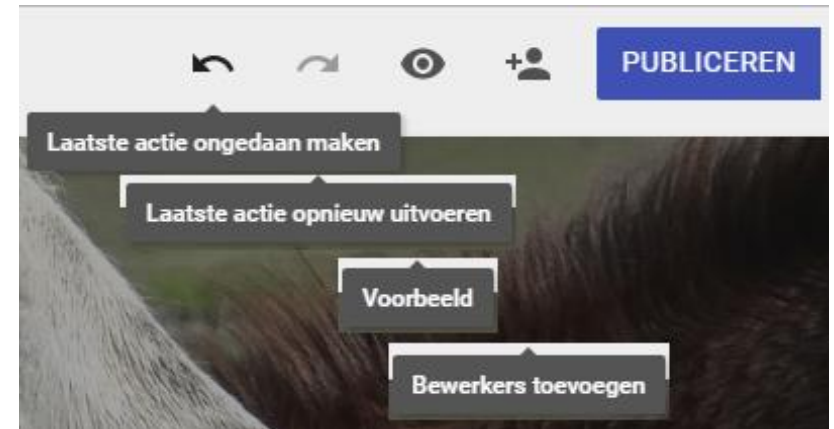 PUBLICEREN
Laatste actie ongedaan maken
Laatste actie opnieuw uitvoeren
Voorbeeld
Bewerkers toevoegen